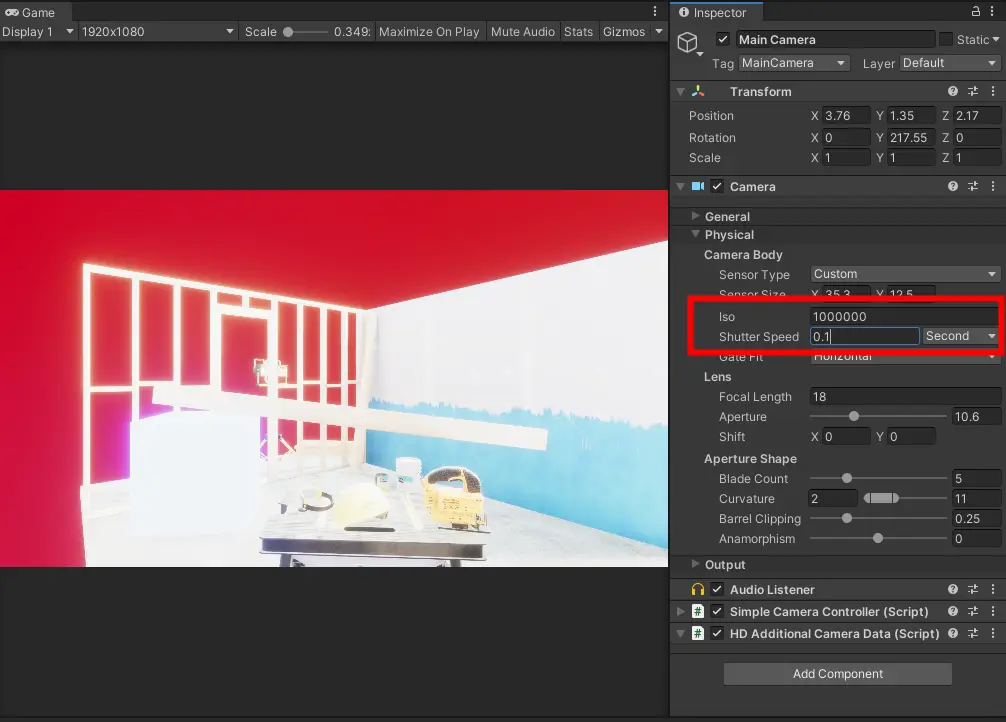 Game
Display 1 1920x1080 Scale 0.349: Maximize On Play Mute Audio Stats Gizmos
Inspector
Main Camera Static
Tag MainCamera Layer Default
Transform
Position X 3.76 Y 1.35 Z 2.17
Rotation X 0 Y 217.55 Z 0
Scale X 1 Y 1 Z 1
Camera
General
Physical
Camera Body
Sensor Type Custom
Sensor Size X 35.3 Y 12.5
Iso 1000000
Shutter Speed 0.1 Second
Gate Fit Horizontal
Lens
Focal Length 18
Aperture 10.6
Shift X 0 Y 0
Aperture Shape
Blade Count 5
Curvature 2 11
Barrel Clipping 0.25
Anamorphism 0
Output
Audio Listener
# Simple Camera Controller (Script)
# HD Additional Camera Data (Script)
Add Component